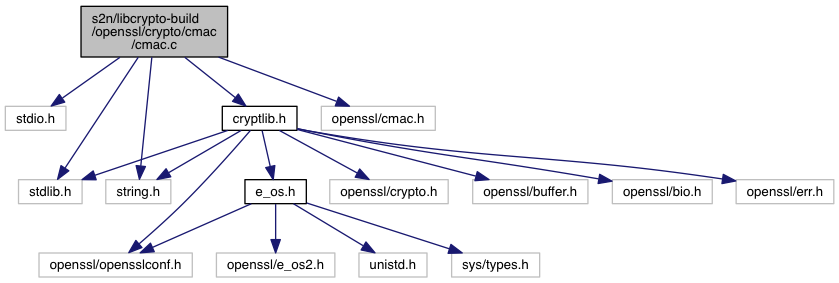 s2n/libcrypto-build
/openssl/crypto/cmac
/cmac.c
stdio.h
cryptlib.h
openssl/cmac.h
stdlib.h
string.h
e_os.h
openssl/crypto.h
openssl/buffer.h
openssl/bio.h
openssl/err.h
openssl/opensslconf.h
openssl/e_os2.h
unistd.h
sys/types.h